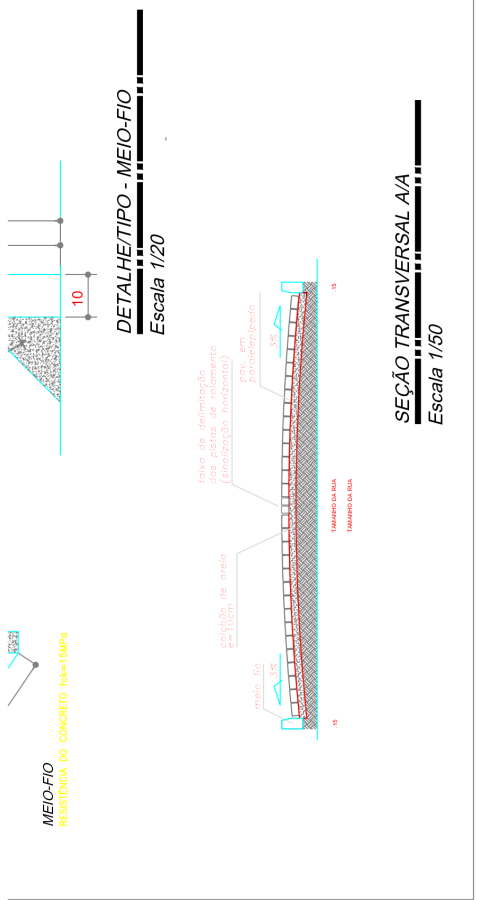 MEIO-FIO
RESISTÊNCIA DO CONCRETO fck=15MPa
10
DETALHE/TIPO - MEIO-FIO
Escala 1/20
faixa de delimitação
das pistas de rolamento
(sinalização horizontal)
pav. em
paralelepípedo
3%
colchão de areia
e=10cm
meio fio
3%
.15
TAMANHO DA RUA
TAMANHO DA RUA
.15
SEÇÃO TRANSVERSAL A/A
Escala 1/50